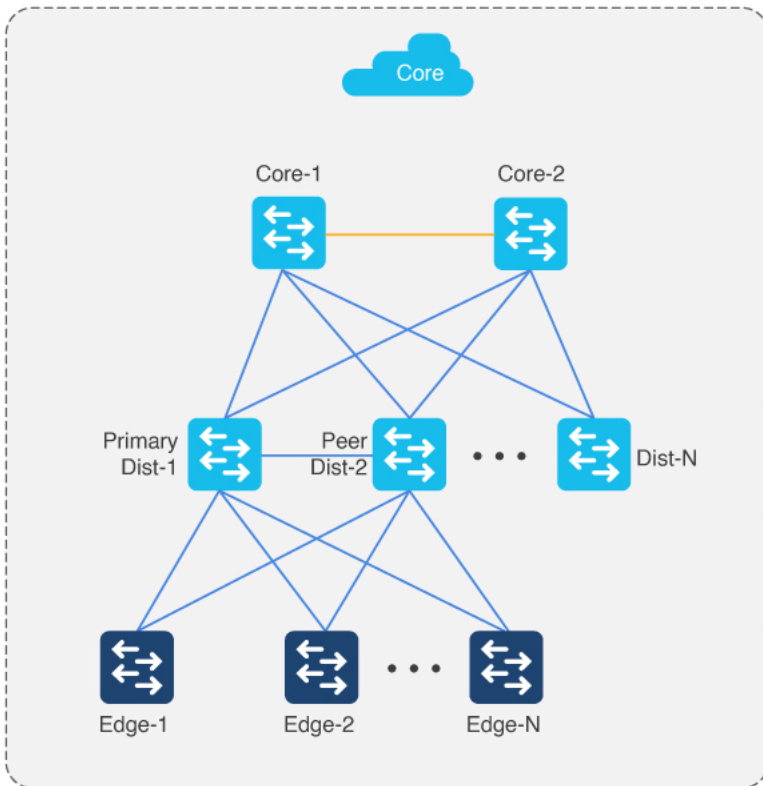 Core
Core-1
Core-2
Primary
Dist-1
Peer
Dist-2
Dist-N
Edge-1
Edge-2
Edge-N